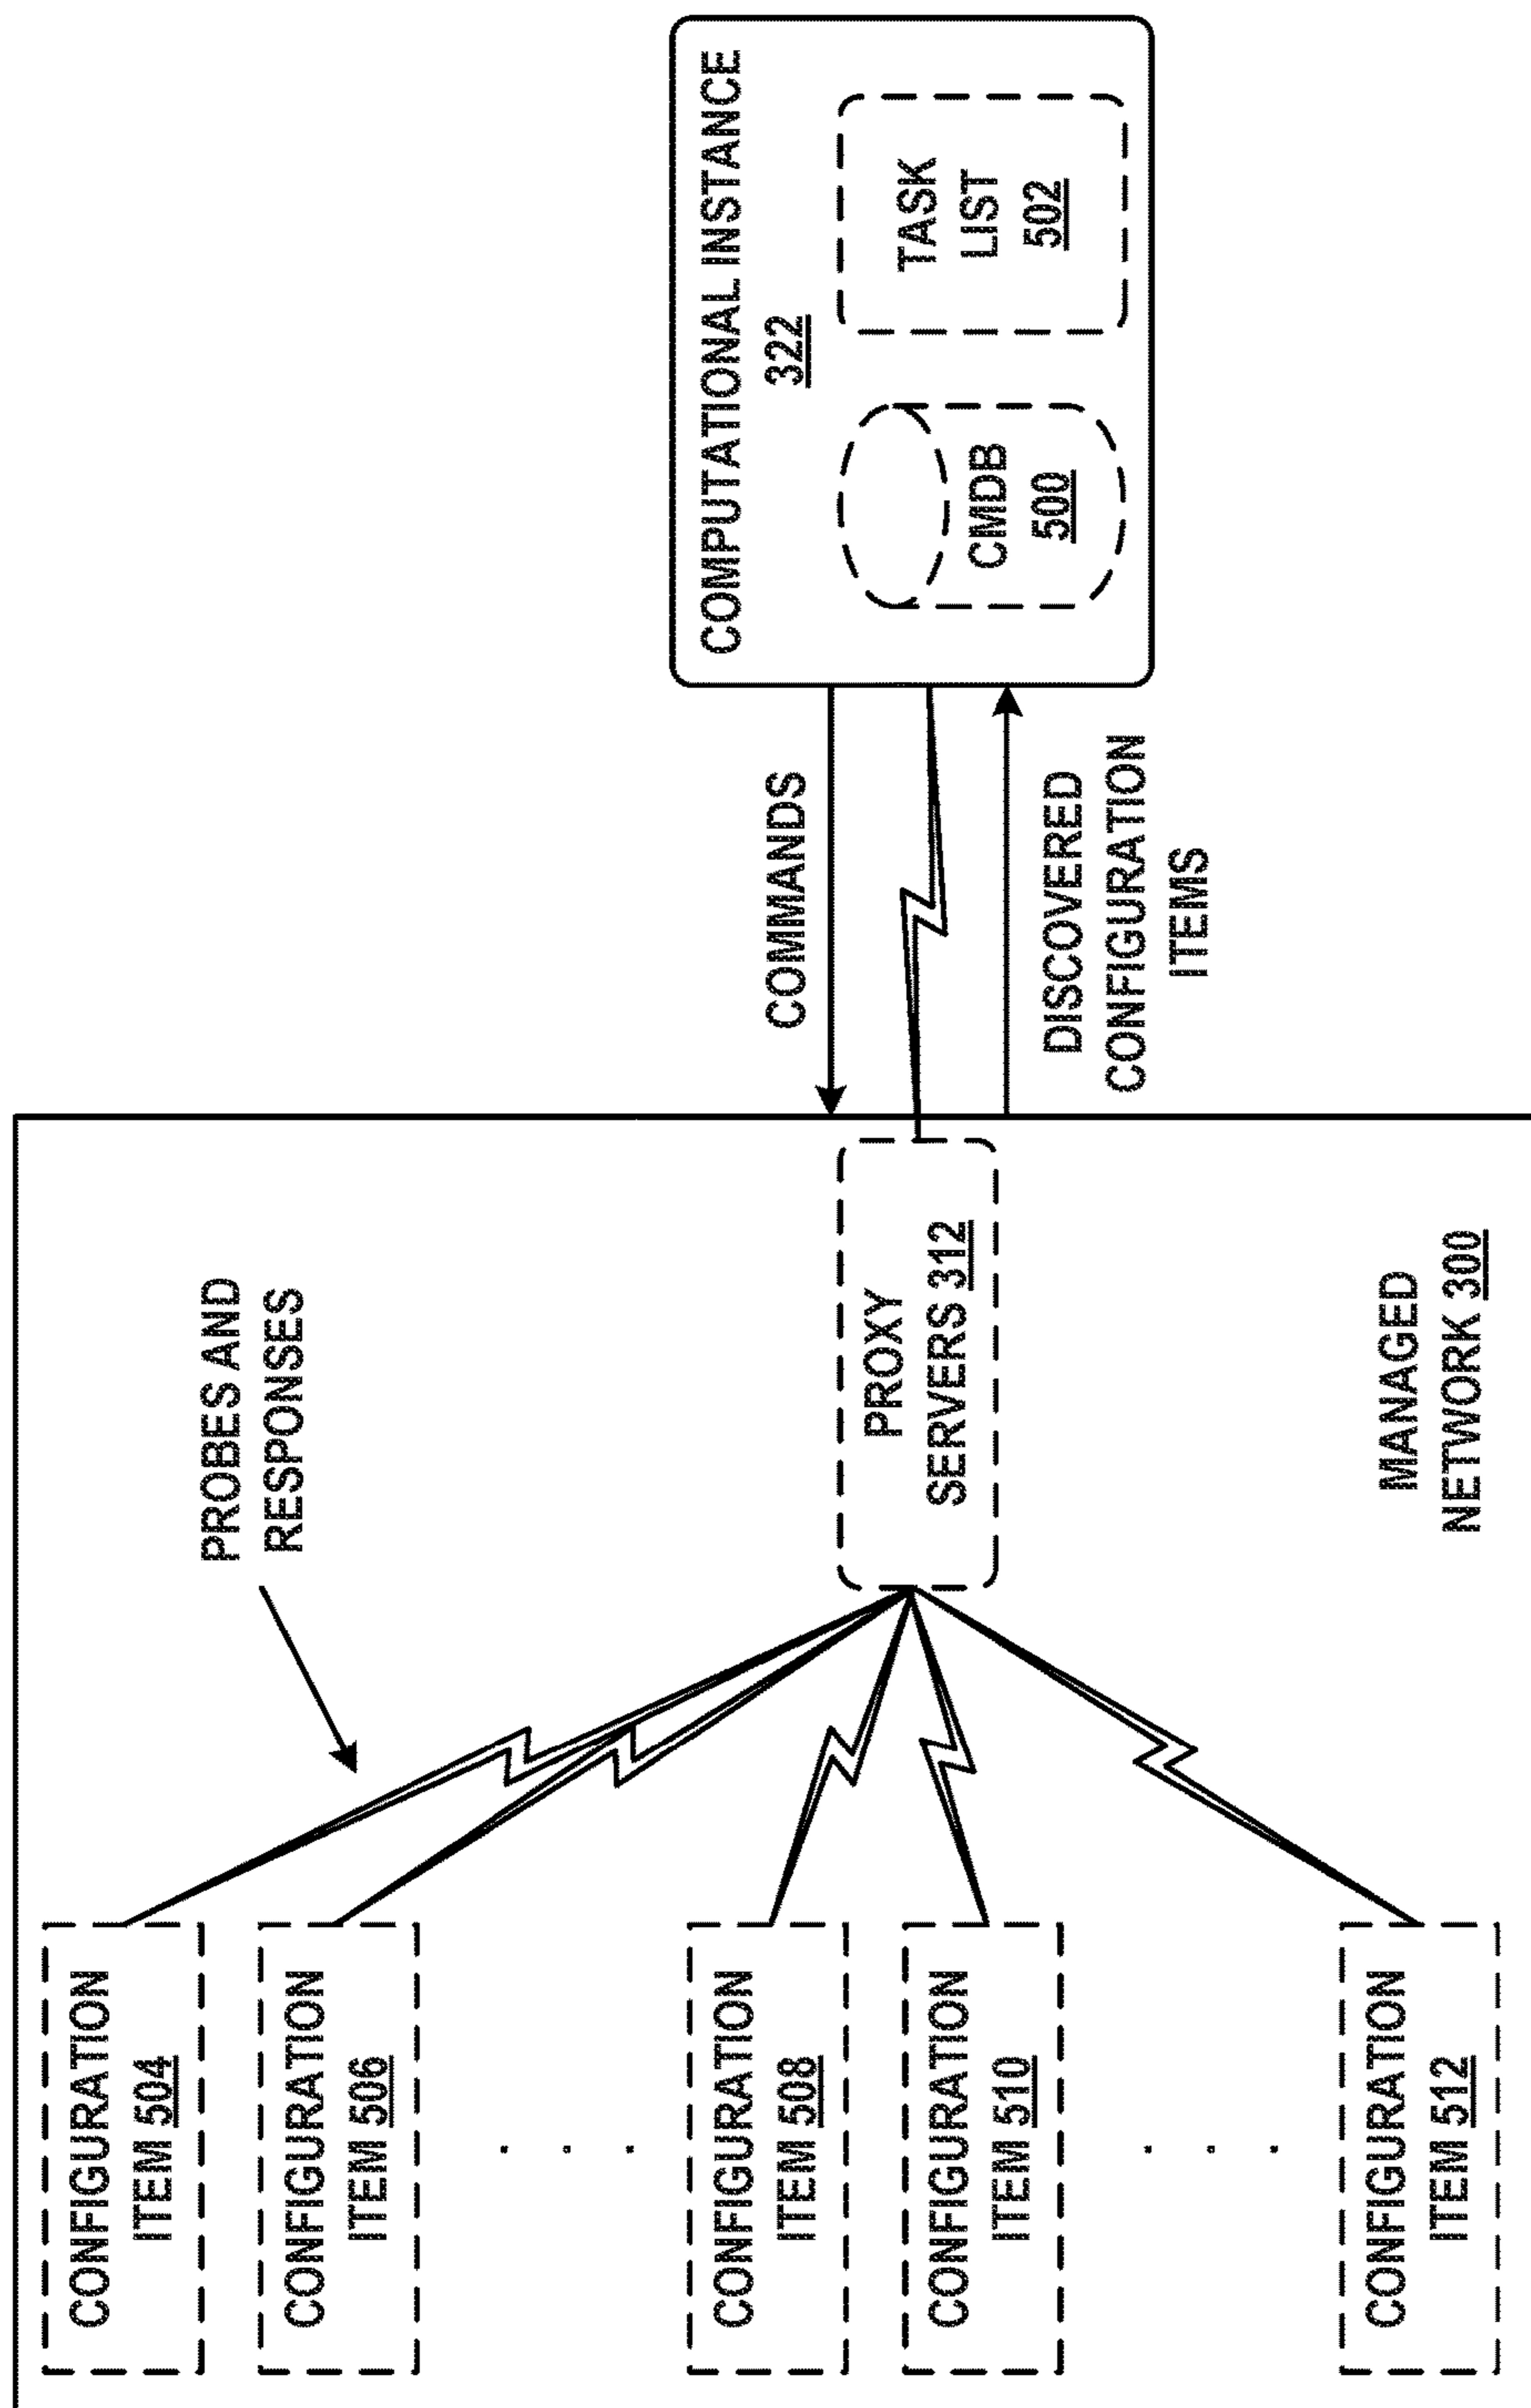 COMPUTATIONAL INSTANCE
322
CMDB
500
TASK
LIST
502
COMMANDS
DISCOVERED
CONFIGURATION
ITEMS
PROBES AND
RESPONSES
PROXY
SERVERS 312
MANAGED
NETWORK 300
CONFIGURATION
ITEM 504
CONFIGURATION
ITEM 506
CONFIGURATION
ITEM 508
CONFIGURATION
ITEM 510
CONFIGURATION
ITEM 512